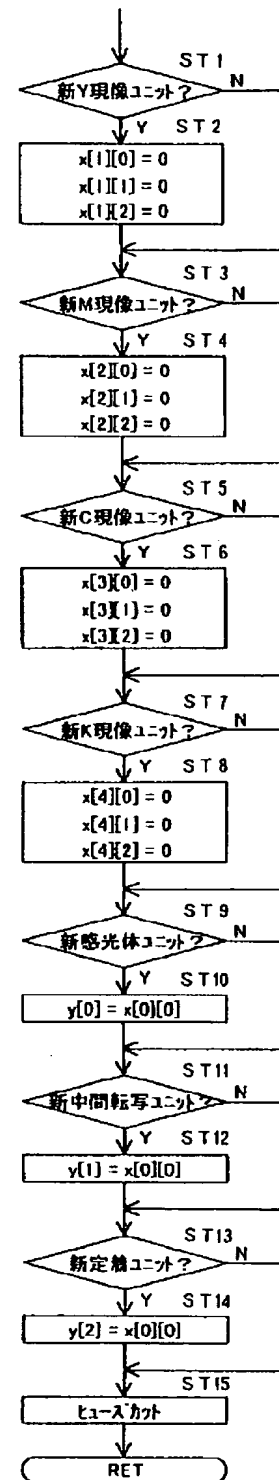 ST1
新Y現像ユニット?
N
Y
ST2
x[1][0] = 0
x[1][1] = 0
x[1][2] = 0
ST3
新M現像ユニット?
N
Y
ST4
x[2][0] = 0
x[2][1] = 0
x[2][2] = 0
ST5
新C現像ユニット?
N
Y
ST6
x[3][0] = 0
x[3][1] = 0
x[3][2] = 0
ST7
新K現像ユニット?
N
Y
ST8
x[4][0] = 0
x[4][1] = 0
x[4][2] = 0
ST9
新感光体ユニット?
N
Y
ST10
y[0] = x[0][0]
ST11
新中間転写ユニット?
N
Y
ST12
y[1] = x[0][0]
ST13
新定着ユニット?
N
Y
ST14
y[2] = x[0][0]
ST15
ヒューズカット
RET